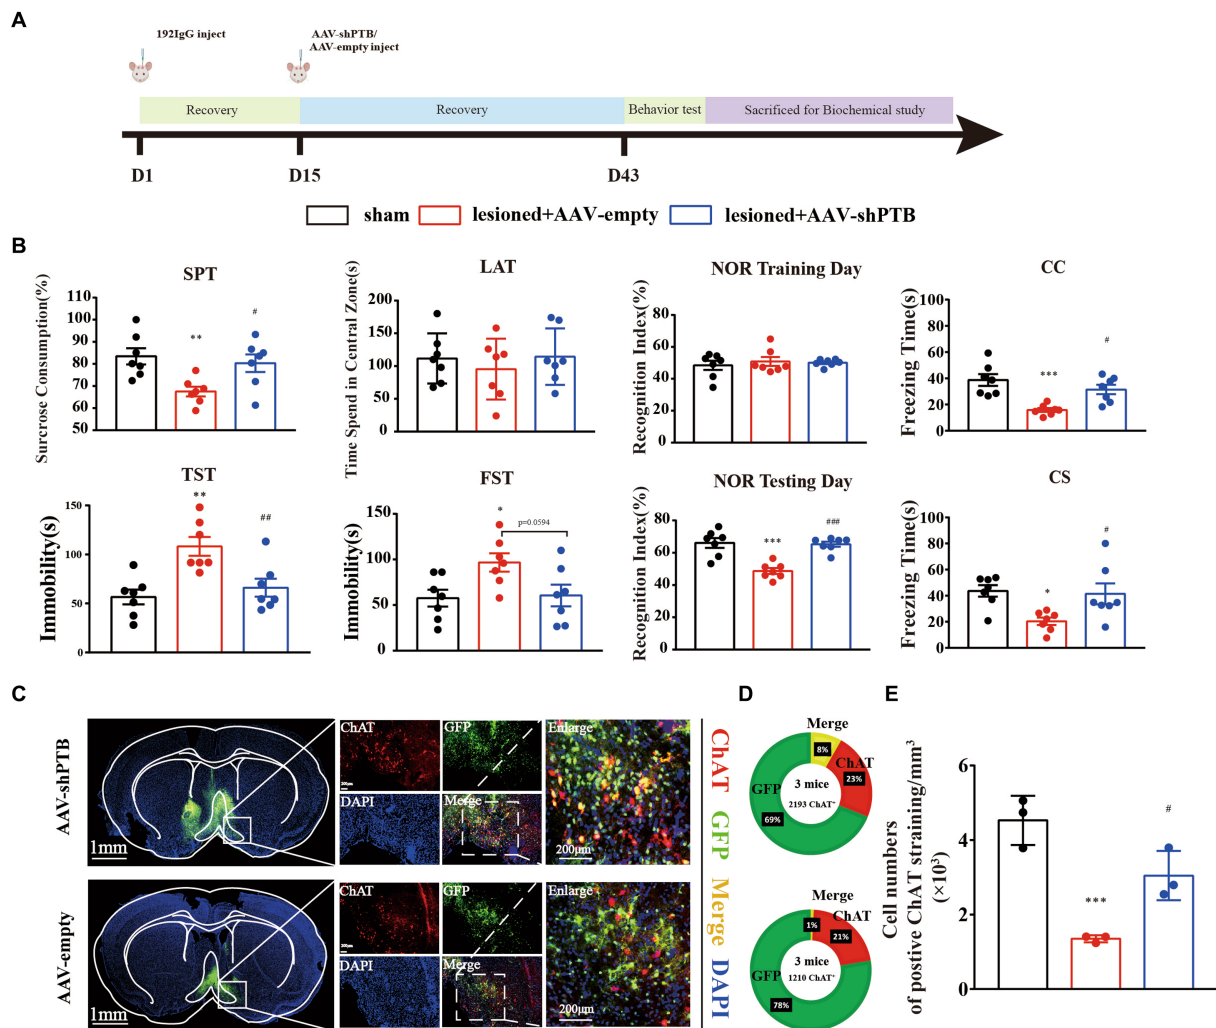 A
192IgG inject
AAV-shPTB/
AAV-empty inject
Recovery
Recovery
Behavior test
Sacrificed for Biochemical study
D1
D15
D43
sham
lesioned+AAV-empty
lesioned+AAV-shPTB
B
SPT
Surcrose Consumption(%)
110
100
90
80
70
60
50
**
#
LAT
Time Spend in Central Zone(s)
200
150
100
50
0
NOR Training Day
Recognition Index(%)
80
60
40
20
0
CC
Freezing Time(s)
100
80
60
40
20
0
***
#
TST
Immobility(s)
150
100
50
0
**
##
FST
Immobility(s)
150
100
50
0
*
p=0.0594
NOR Testing Day
Recognition Index(%)
80
60
40
20
0
***
###
CS
Freezing Time(s)
100
80
60
40
20
0
*
#
C
AAV-shPTB
1mm
ChAT
GFP
DAPI
Merge
Enlarge
200μm
AAV-empty
1mm
ChAT
GFP
DAPI
Merge
Enlarge
200μm
ChAT GFP Merge DAPI
D
Merge
8%
ChAT
23%
GFP
69%
3 mice
2193 ChAT⁺
Merge
1%
ChAT
21%
GFP
78%
3 mice
1210 ChAT⁺
E
Cell numbers
of postive ChAT straining/mm³
(×10³)
6
4
2
0
***
#